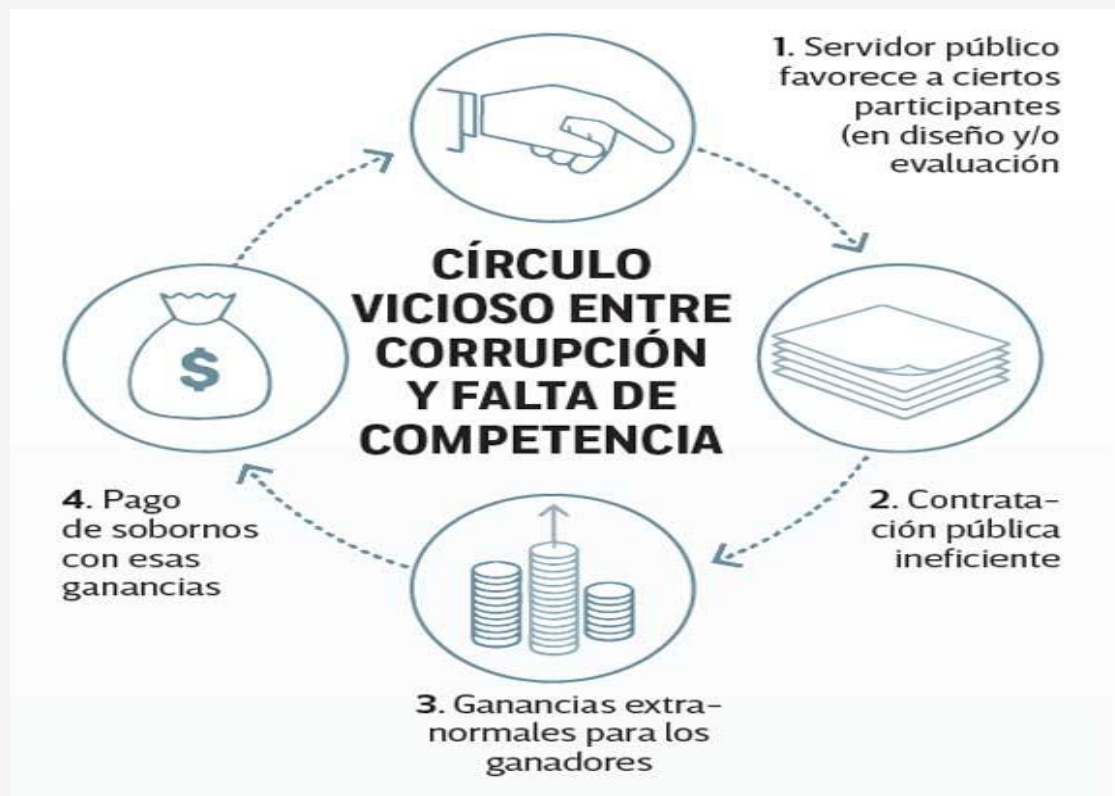 1. Servidor público
favorece a ciertos
participantes
(en diseño y/o
evaluación
CÍRCULO
VICIOSO ENTRE
CORRUPCIÓN
Y FALTA DE
COMPETENCIA
$
2. Contrata-
ción pública
ineficiente
3. Ganancias extra-
normales para los
ganadores
4. Pago
de sobornos
con esas
ganancias